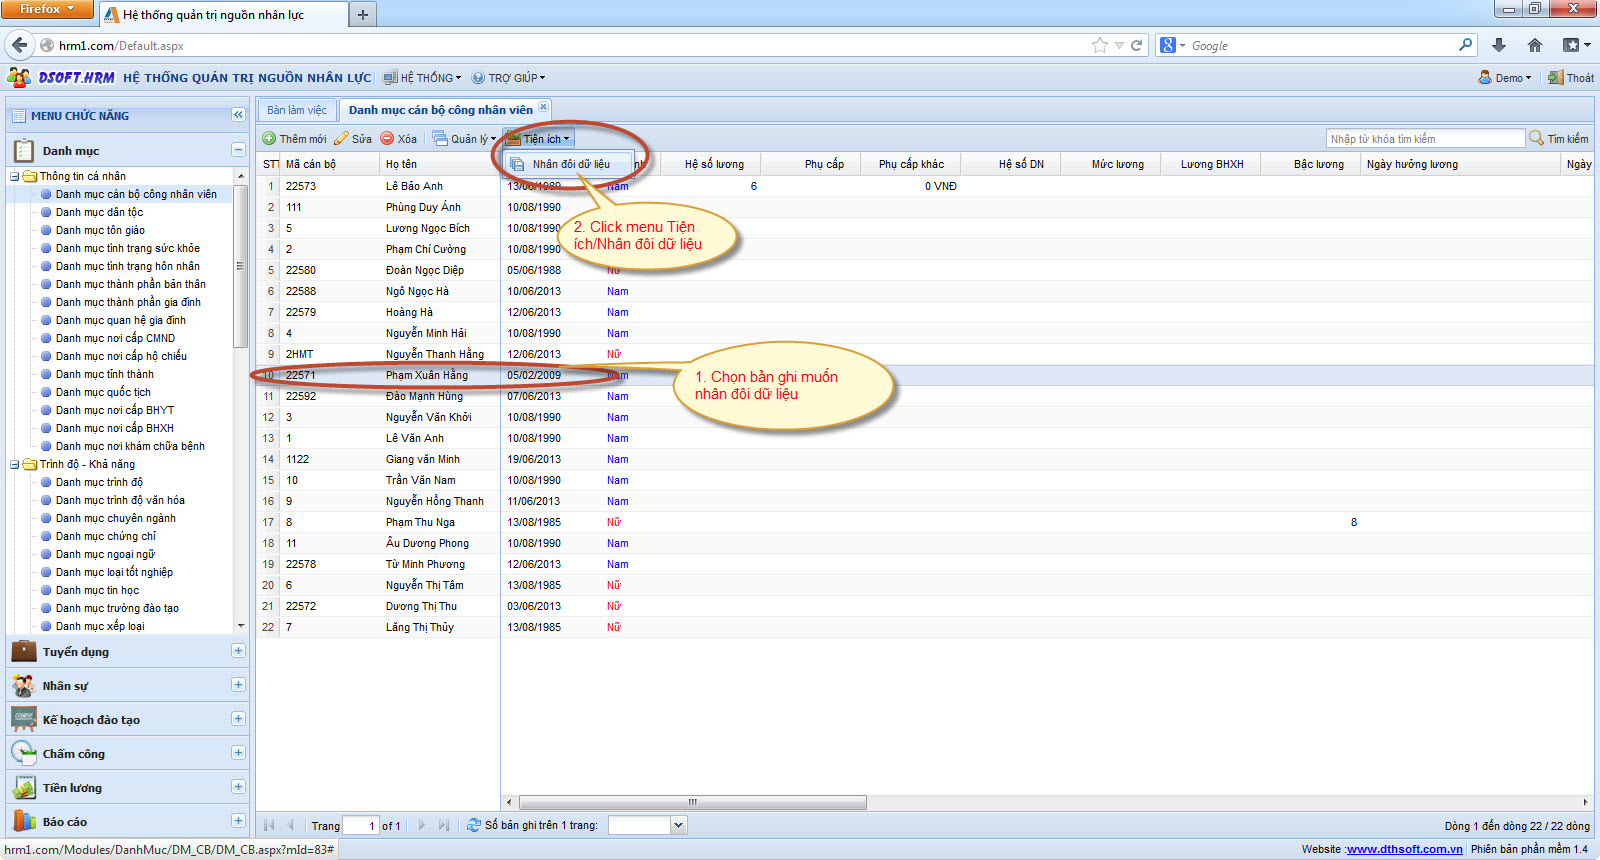 Firefox
Hệ thống quản trị nguồn nhân lực
hrm1.com/Default.aspx
Google
DSOFT.HRM HỆ THỐNG QUẢN TRỊ NGUỒN NHÂN LỰC HỆ THỐNG TRỢ GIÚP Demo Thoát
MENU CHỨC NĂNG
Danh mục
Thông tin cá nhân
Danh mục cán bộ công nhân viên
Danh mục dân tộc
Danh mục tôn giáo
Danh mục tình trạng sức khỏe
Danh mục tình trạng hôn nhân
Danh mục thành phần bản thân
Danh mục thành phần gia đình
Danh mục quan hệ gia đình
Danh mục nơi cấp CMND
Danh mục nơi cấp hộ chiếu
Danh mục tỉnh thành
Danh mục quốc tịch
Danh mục nơi cấp BHYT
Danh mục nơi cấp BHXH
Danh mục nơi khám chữa bệnh
Trình độ - Khả năng
Danh mục trình độ
Danh mục trình độ văn hóa
Danh mục chuyên ngành
Danh mục chứng chỉ
Danh mục ngoại ngữ
Danh mục loại tốt nghiệp
Danh mục tin học
Danh mục trường đào tạo
Danh mục xếp loại
Tuyển dụng
Nhân sự
Kế hoạch đào tạo
Chấm công
Tiền lương
Báo cáo
Bàn làm việc Danh mục cán bộ công nhân viên
Thêm mới Sửa Xóa Quản lý Tiện ích Nhập từ khóa tìm kiếm Tìm kiếm
Nhân đôi dữ liệu
STT Mã cán bộ Họ tên Hệ số lương Phụ cấp Phụ cấp khác Hệ số DN Mức lương Lương BHXH Bậc lương Ngày hưởng lương Ngày
1 22573 Lê Bảo Anh 13/06/1989 Nam 6 0 VNĐ
2 111 Phùng Duy Ánh 10/08/1990
3 5 Lương Ngọc Bích 10/08/1990
4 2 Phạm Chí Cường 10/08/1990
5 22580 Đoàn Ngọc Diệp 05/06/1988 Nữ
6 22588 Ngô Ngọc Hà 10/06/2013 Nam
7 22579 Hoàng Hà 12/06/2013 Nam
8 4 Nguyễn Minh Hải 10/08/1990 Nam
9 2HMT Nguyễn Thanh Hằng 12/06/2013 Nữ
10 22571 Phạm Xuân Hằng 05/02/2009 Nam
11 22592 Đào Mạnh Hùng 07/06/2013 Nam
12 3 Nguyễn Văn Khởi 10/08/1990 Nam
13 1 Lê Văn Anh 10/08/1990 Nam
14 1122 Giang văn Minh 19/06/2013 Nam
15 10 Trần Văn Nam 10/08/1990 Nam
16 9 Nguyễn Hồng Thanh 11/06/2013 Nam
17 8 Phạm Thu Nga 13/08/1985 Nữ 8
18 11 Âu Dương Phong 10/08/1990 Nam
19 22578 Từ Minh Phương 12/06/2013 Nam
20 6 Nguyễn Thị Tâm 13/08/1985 Nữ
21 22572 Dương Thị Thu 03/06/2013 Nữ
22 7 Lăng Thị Thủy 13/08/1985 Nữ
2. Click menu Tiện
ích/Nhân đôi dữ liệu
1. Chọn bản ghi muốn
nhân đôi dữ liệu
Trang 1 of 1 Số bản ghi trên 1 trang: Dòng 1 đến dòng 22 / 22 dòng
hrm1.com/Modules/DanhMuc/DM_CB/DM_CB.aspx?mId=83# Website :www.dthsoft.com.vn Phiên bản phần mềm 1.4